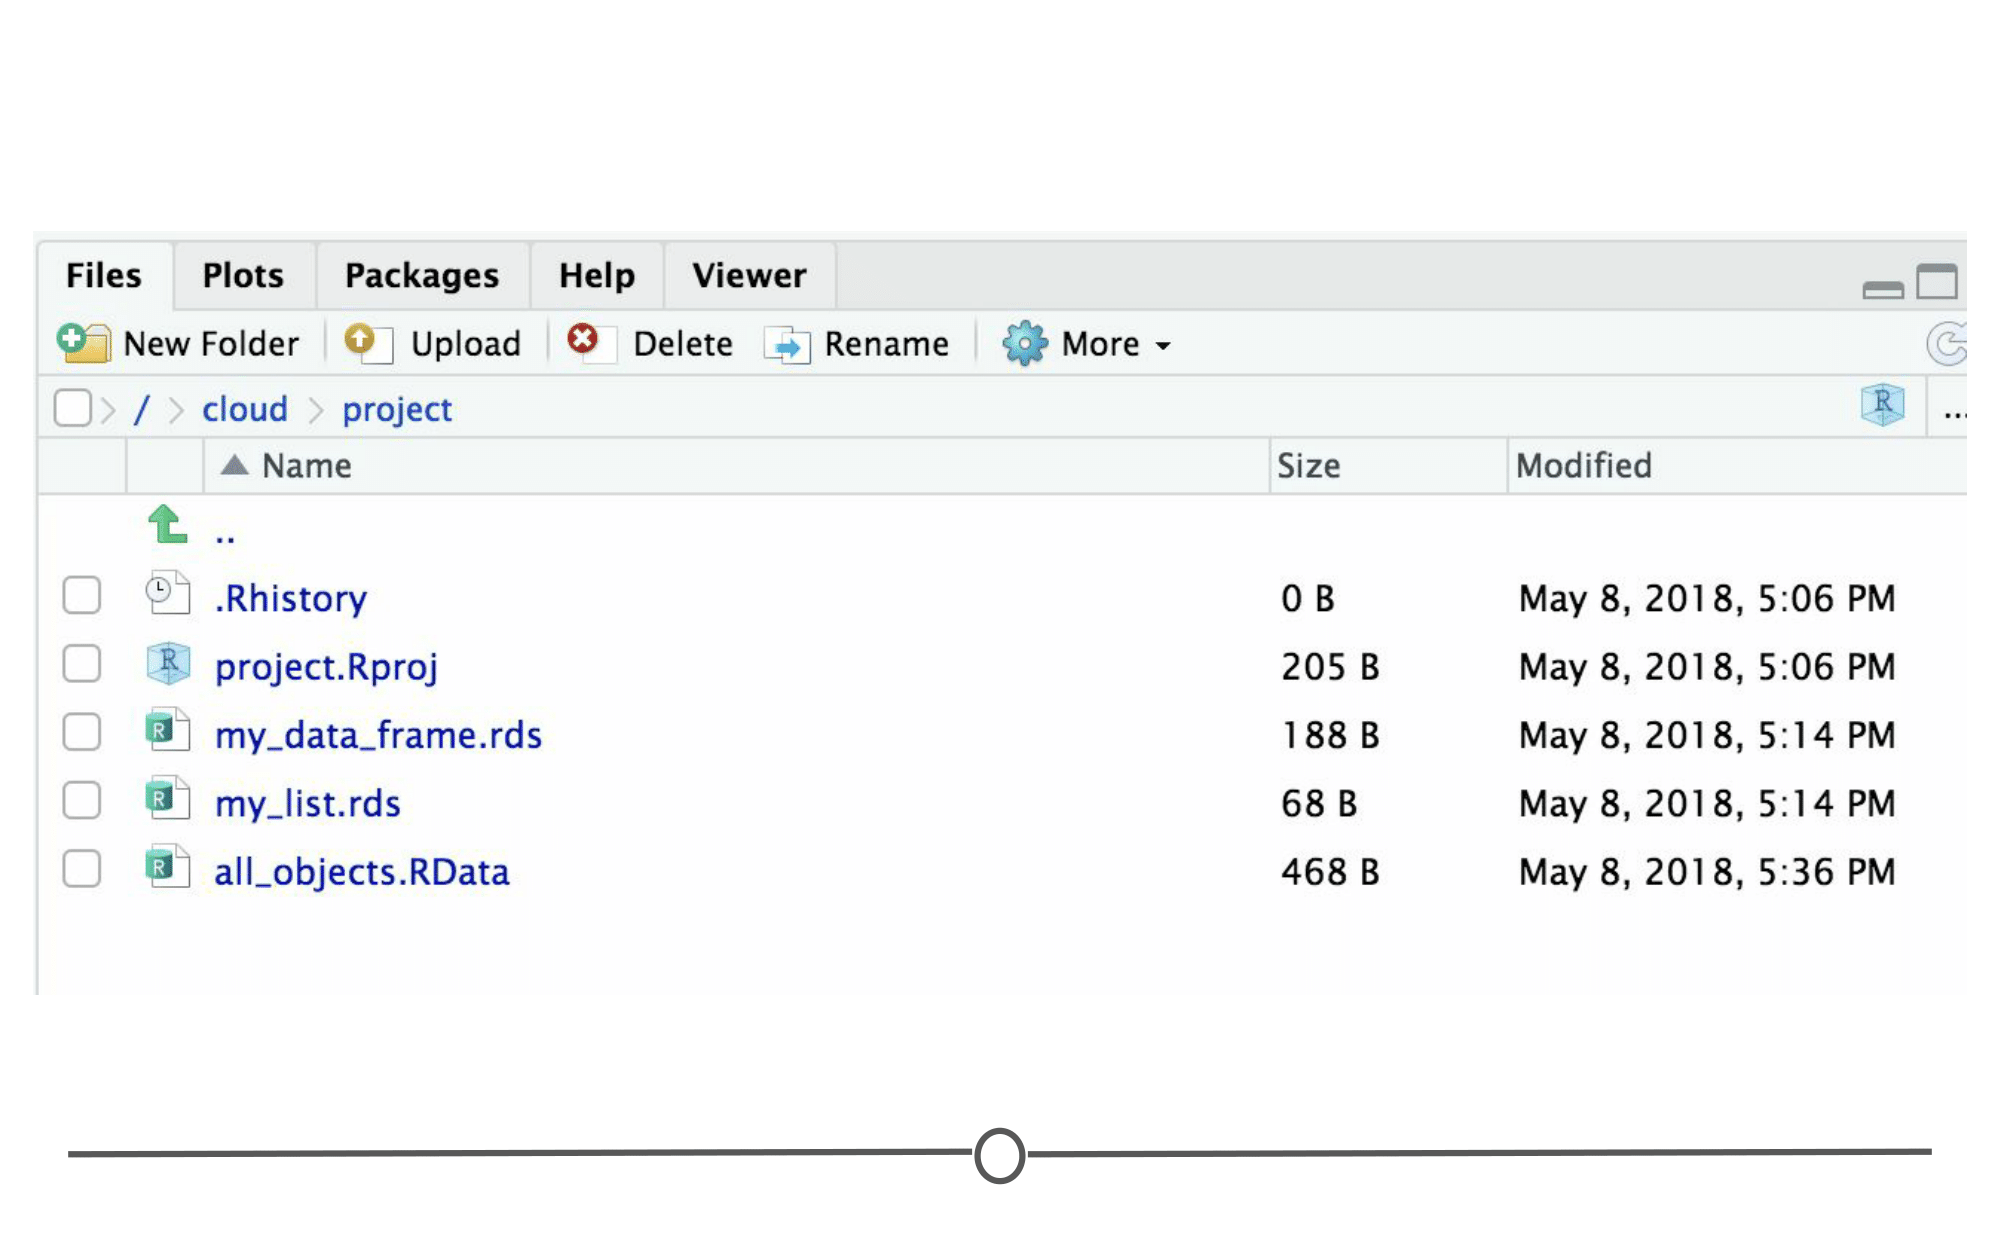 Files Plots Packages Help Viewer
New Folder Upload Delete Rename More
/ cloud project R ...
Name Size Modified
..
.Rhistory 0 B May 8, 2018, 5:06 PM
R project.Rproj 205 B May 8, 2018, 5:06 PM
R my_data_frame.rds 188 B May 8, 2018, 5:14 PM
R my_list.rds 68 B May 8, 2018, 5:14 PM
R all_objects.RData 468 B May 8, 2018, 5:36 PM